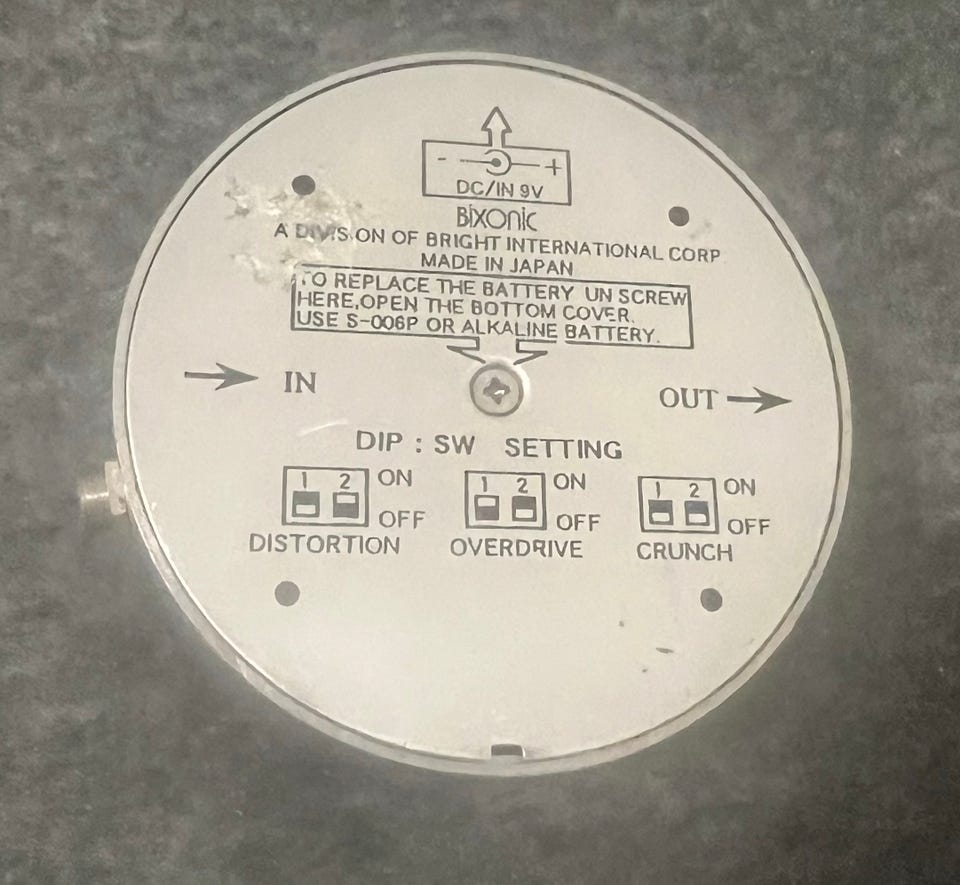 - +
DC/IN 9V
Bixonic
A DIVISION OF BRIGHT INTERNATIONAL CORP
MADE IN JAPAN
TO REPLACE THE BATTERY UN SCREW
HERE,OPEN THE BOTTOM COVER.
USE S-006P OR ALKALINE BATTERY.
IN
OUT
DIP : SW SETTING
1 2 ON
OFF
DISTORTION
1 2 ON
OFF
OVERDRIVE
1 2 ON
OFF
CRUNCH